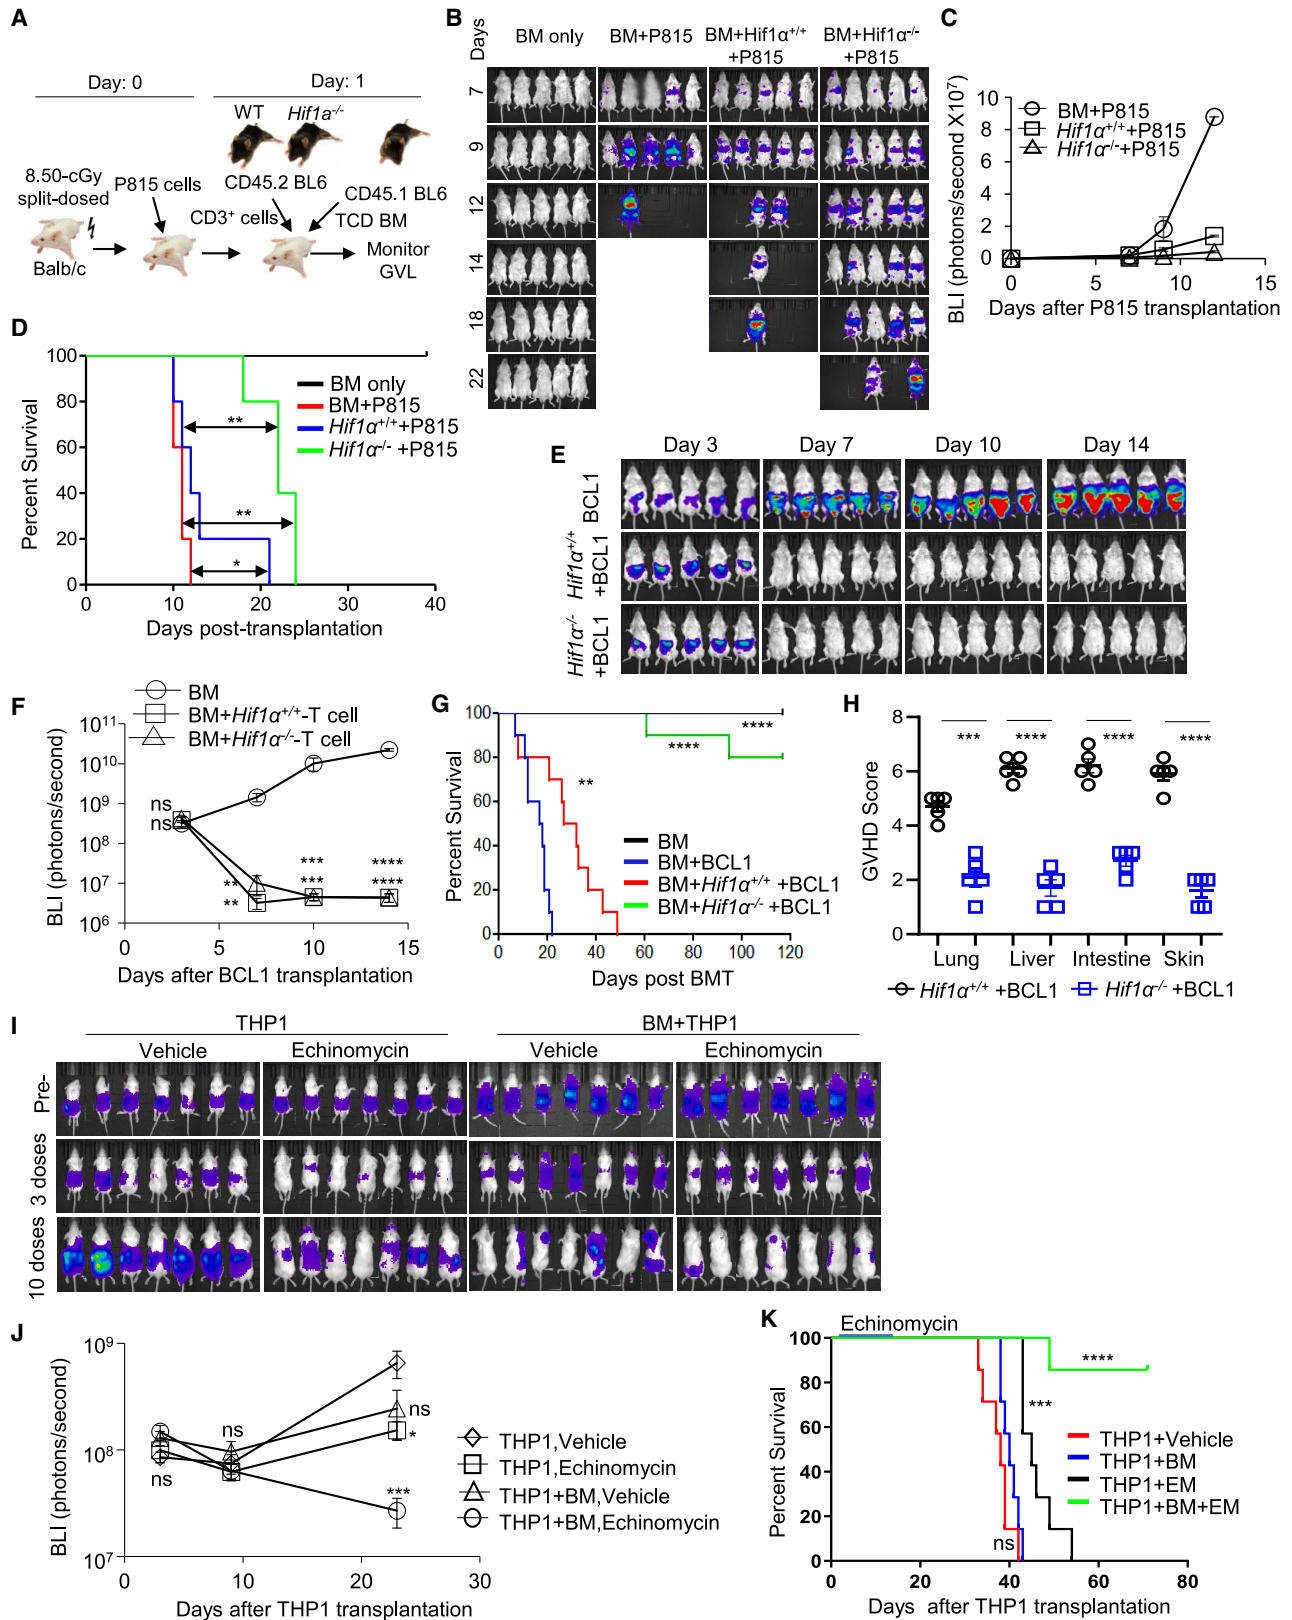 A
Day: 0
Day: 1
WT
Hif1a-/-
CD45.2 BL6
8.50-cGy
split-dosed
P815 cells
CD3+ cells
CD45.1 BL6
TCD BM
Balb/c
Monitor
GVL
B
Days
BM only
BM+P815
BM+Hif1α+/+
+P815
BM+Hif1α-/-
+P815
7
9
12
14
18
22
C
BLI (photons/second X10⁷)
10
8
6
4
2
0
BM+P815
Hif1α+/++P815
Hif1α-/-+P815
0
5
10
15
Days after P815 transplantation
D
Percent Survival
100
80
60
40
20
0
BM only
BM+P815
Hif1α+/++P815
Hif1α-/- +P815
**
**
*
0
10
20
30
40
Days post-transplantation
E
Day 3
Day 7
Day 10
Day 14
BCL1
Hif1α+/+
+BCL1
Hif1α-/-
+BCL1
F
BM
BM+Hif1α+/+-T cell
BM+Hif1α-/--T cell
BLI (photons/second)
10¹¹
10¹⁰
10⁹
10⁸
10⁷
10⁶
ns
ns
**
**
***
***
****
****
0
5
10
15
Days after BCL1 transplantation
G
Percent Survival
100
80
60
40
20
0
****
****
**
BM
BM+BCL1
BM+Hif1α+/+ +BCL1
BM+Hif1α-/- +BCL1
0
20
40
60
80
100
120
Days post BMT
H
GVHD Score
8
6
4
2
0
***
****
****
****
Lung
Liver
Intestine
Skin
Hif1α+/+ +BCL1
Hif1α-/- +BCL1
I
THP1
BM+THP1
Vehicle
Echinomycin
Vehicle
Echinomycin
Pre-
3 doses
10 doses
J
BLI (photons/second)
10⁹
10⁸
10⁷
ns
ns
ns
*
***
THP1,Vehicle
THP1,Echinomycin
THP1+BM,Vehicle
THP1+BM,Echinomycin
0
10
20
30
Days after THP1 transplantation
K
Echinomycin
Percent Survival
100
80
60
40
20
0
****
***
ns
THP1+Vehicle
THP1+BM
THP1+EM
THP1+BM+EM
0
20
40
60
80
Days after THP1 transplantation